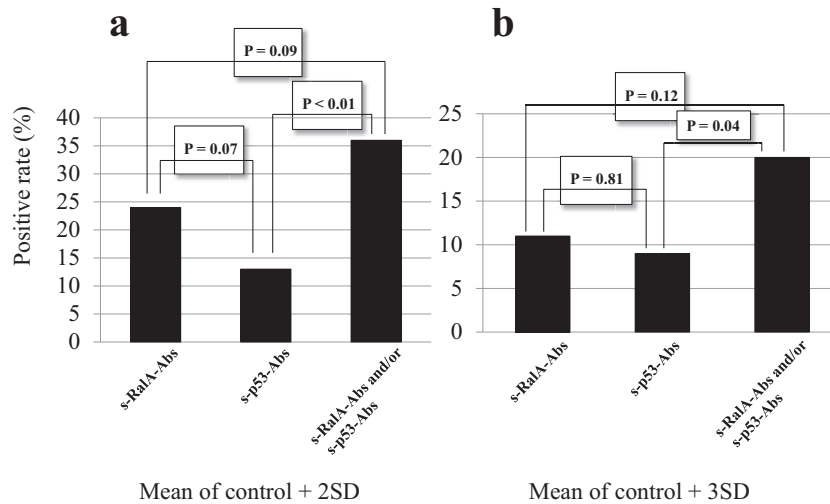 a
P = 0.09
P < 0.01
P = 0.07
Positive rate (%)
40
35
30
25
20
15
10
5
0
s-RalA-Abs
s-p53-Abs
s-RalA-Abs and/or
s-p53-Abs
Mean of control + 2SD
b
P = 0.12
P = 0.04
P = 0.81
25
20
15
10
5
0
s-RalA-Abs
s-p53-Abs
s-RalA-Abs and/or
s-p53-Abs
Mean of control + 3SD